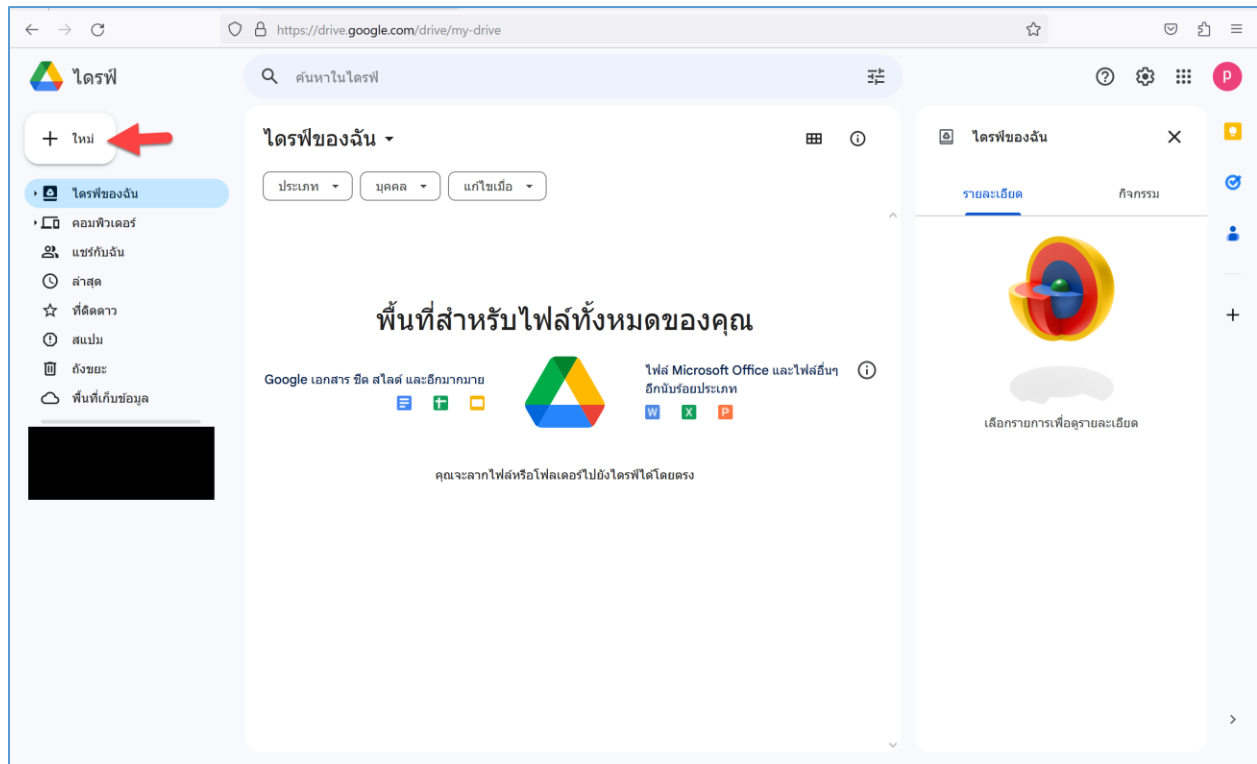 https://drive.google.com/drive/my-drive
ไดรฟ์
ค้นหาในไดรฟ์
P
ใหม่
ไดรฟ์ของฉัน
คอมพิวเตอร์
แชร์กับฉัน
ล่าสุด
ที่ติดดาว
สแปม
ถังขยะ
พื้นที่เก็บข้อมูล
ไดรฟ์ของฉัน
ประเภท บุคคล แก้ไขเมื่อ
พื้นที่สำหรับไฟล์ทั้งหมดของคุณ
Google เอกสาร ชีต สไลด์ และอีกมากมาย
ไฟล์ Microsoft Office และไฟล์อื่นๆ
อีกนับร้อยประเภท
W X P
คุณจะลากไฟล์หรือโฟลเดอร์ไปยังไดรฟ์ได้โดยตรง
ไดรฟ์ของฉัน
รายละเอียด กิจกรรม
เลือกรายการเพื่อดูรายละเอียด